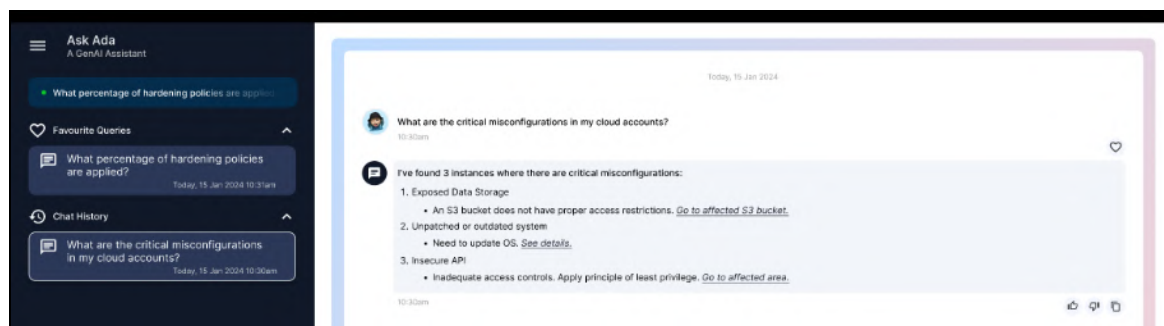 Ask Ada
A GenAI Assistant
What percentage of hardening policies are applied
Favourite Queries
What percentage of hardening policies
are applied?
Today, 15 Jan 2024 10:31am
Chat History
What are the critical misconfigurations
in my cloud accounts?
Today, 15 Jan 2024 10:30am
Today, 15 Jan 2024
What are the critical misconfigurations in my cloud accounts?
10:30am
I've found 3 instances where there are critical misconfigurations:
1. Exposed Data Storage
• An S3 bucket does not have proper access restrictions. Go to affected S3 bucket.
2. Unpatched or outdated system
• Need to update OS. See details.
3. Insecure API
• Inadequate access controls. Apply principle of least privilege. Go to affected area.
10:30am